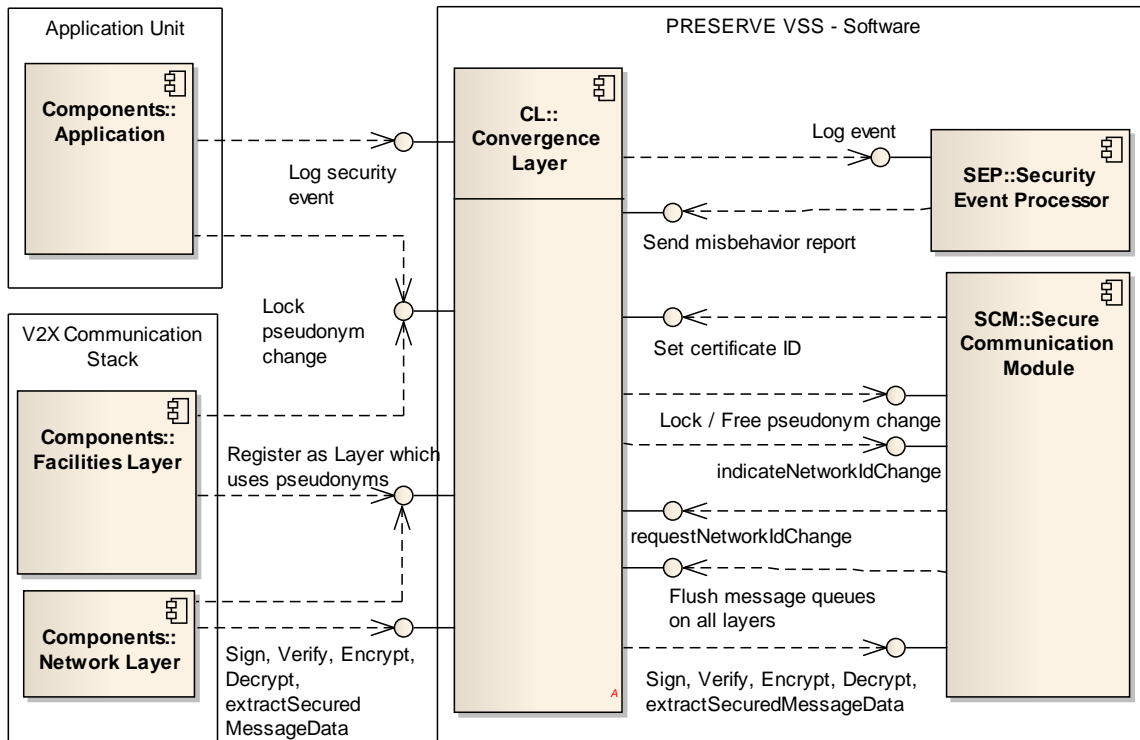 Application Unit
PRESERVE VSS - Software
Components::
Application
CL::
Convergence
Layer
Log security
event
Log event
SEP::Security
Event Processor
Send misbehavior report
Lock
pseudonym
change
V2X Communication
Stack
Set certificate ID
SCM::Secure
Communication
Module
Components::
Facilities Layer
Lock / Free pseudonym change
indicateNetworkIdChange
Register as Layer which
uses pseudonyms
requestNetworkIdChange
Flush message queues
on all layers
Components::
Network Layer
Sign, Verify, Encrypt,
Decrypt,
extractSecured
MessageData
Sign, Verify, Encrypt, Decrypt,
extractSecuredMessageData
A